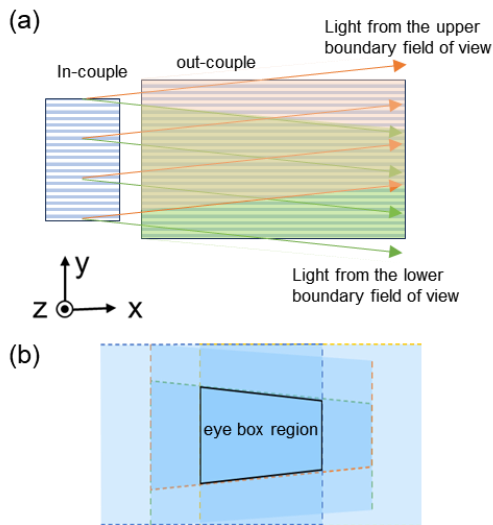 (a)
Light from the upper
boundary field of view
In-couple
out-couple
y
z
x
Light from the lower
boundary field of view
(b)
eye box region